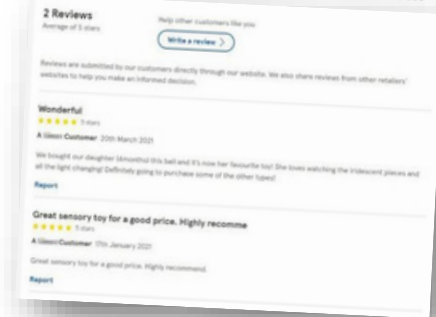 2 Reviews
Average of 5 stars
Help other customers like you
Write a review
Reviews are submitted by our customers directly through our website. We also share reviews from other retailers'
websites to help you make an informed decision.
Wonderful
5 stars
A Customer 20th March 2021
We bought our daughter (4months) this ball and it's now her favourite toy! She loves watching the iridescent pieces and
all the light changing! Definitely going to purchase some of the other types!
Report
Great sensory toy for a good price. Highly recomme
5 stars
A Customer 17th January 2021
Great sensory toy for a good price. Highly recommend.
Report